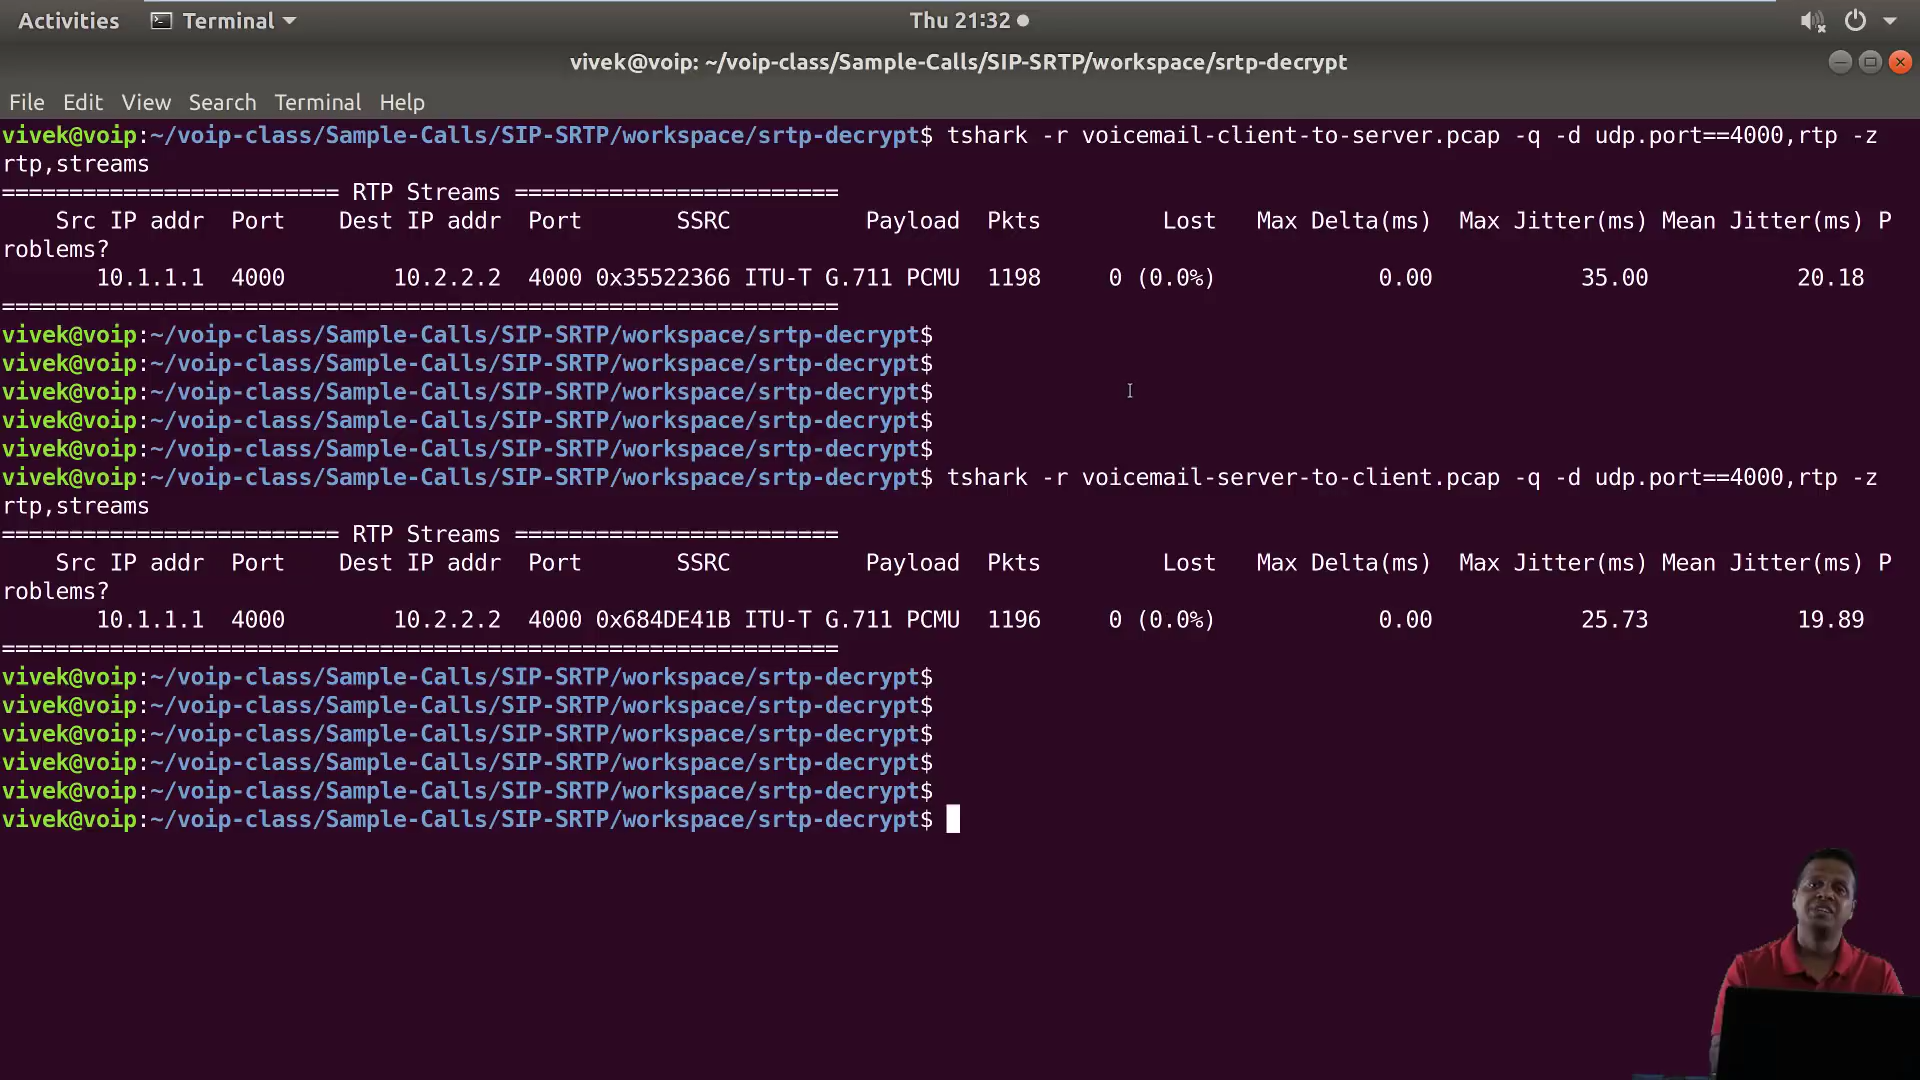 Activities Terminal Thu 21:32
vivek@voip: ~/voip-class/Sample-Calls/SIP-SRTP/workspace/srtp-decrypt
File Edit View Search Terminal Help
vivek@voip:~/voip-class/Sample-Calls/SIP-SRTP/workspace/srtp-decrypt$ tshark -r voicemail-client-to-server.pcap -q -d udp.port==4000,rtp -z
rtp,streams
========================= RTP Streams ========================
Src IP addr Port Dest IP addr Port SSRC Payload Pkts Lost Max Delta(ms) Max Jitter(ms) Mean Jitter(ms) P
roblems?
10.1.1.1 4000 10.2.2.2 4000 0x35522366 ITU-T G.711 PCMU 1198 0 (0.0%) 0.00 35.00 20.18
==============================================================
vivek@voip:~/voip-class/Sample-Calls/SIP-SRTP/workspace/srtp-decrypt$
vivek@voip:~/voip-class/Sample-Calls/SIP-SRTP/workspace/srtp-decrypt$
vivek@voip:~/voip-class/Sample-Calls/SIP-SRTP/workspace/srtp-decrypt$
vivek@voip:~/voip-class/Sample-Calls/SIP-SRTP/workspace/srtp-decrypt$
vivek@voip:~/voip-class/Sample-Calls/SIP-SRTP/workspace/srtp-decrypt$
vivek@voip:~/voip-class/Sample-Calls/SIP-SRTP/workspace/srtp-decrypt$ tshark -r voicemail-server-to-client.pcap -q -d udp.port==4000,rtp -z
rtp,streams
========================= RTP Streams ========================
Src IP addr Port Dest IP addr Port SSRC Payload Pkts Lost Max Delta(ms) Max Jitter(ms) Mean Jitter(ms) P
roblems?
10.1.1.1 4000 10.2.2.2 4000 0x684DE41B ITU-T G.711 PCMU 1196 0 (0.0%) 0.00 25.73 19.89
==============================================================
vivek@voip:~/voip-class/Sample-Calls/SIP-SRTP/workspace/srtp-decrypt$
vivek@voip:~/voip-class/Sample-Calls/SIP-SRTP/workspace/srtp-decrypt$
vivek@voip:~/voip-class/Sample-Calls/SIP-SRTP/workspace/srtp-decrypt$
vivek@voip:~/voip-class/Sample-Calls/SIP-SRTP/workspace/srtp-decrypt$
vivek@voip:~/voip-class/Sample-Calls/SIP-SRTP/workspace/srtp-decrypt$
vivek@voip:~/voip-class/Sample-Calls/SIP-SRTP/workspace/srtp-decrypt$